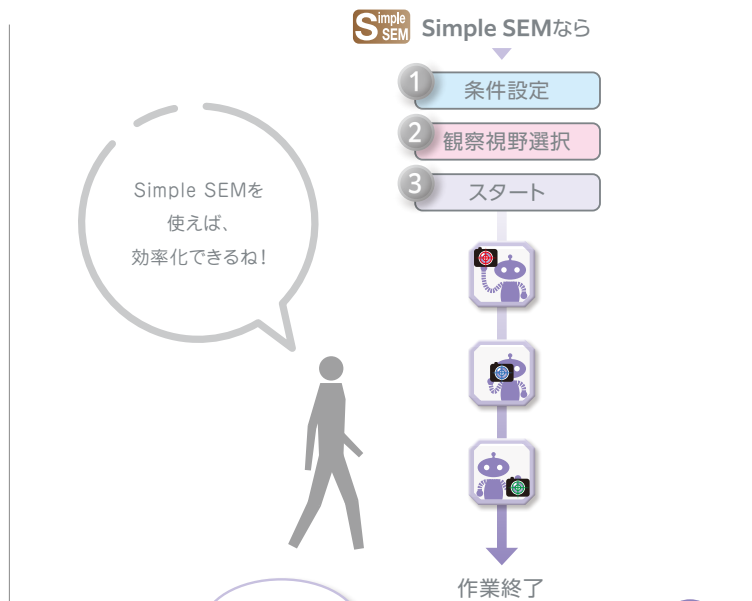 Simple SEM Simple SEMなら
1 条件設定
2 観察視野選択
3 スタート
Simple SEMを
使えば、
効率化できるね!
作業終了